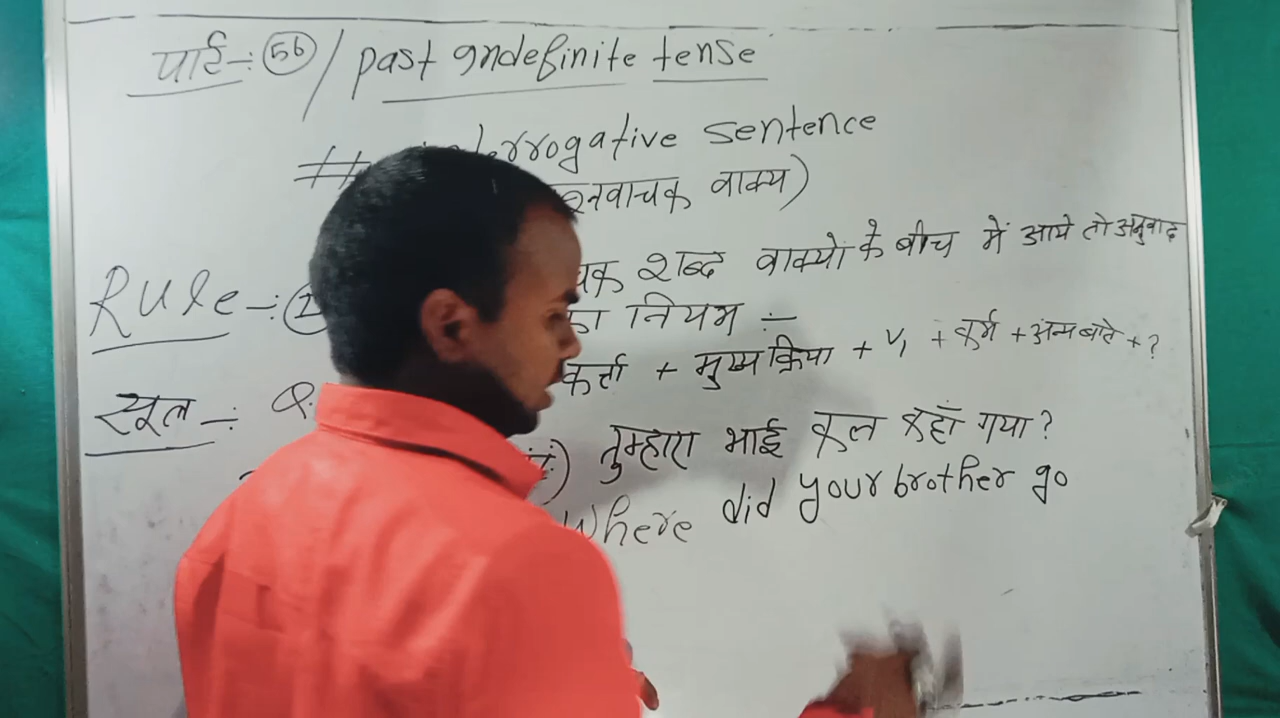 पार्ट-: 56 / past indefinite tense
# interrogative sentence
वाचक वाक्य)
Rule-: शब्द वाक्यो के बीच में आये तो अनुवाद
का नियम :-
सूत्र-: Q. कर्त्ता + मुख्य क्रिया + V₁ + कर्म + अन्य बाते + ?
तुम्हारा भाई कल कहाँ गया?
Where did your brother go